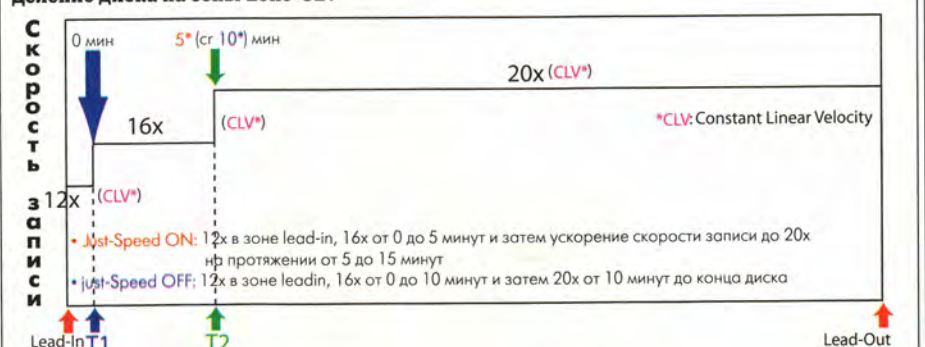 Скорость записи
0 мин
5* (cr 10*) мин
20x (CLV*)
16x
(CLV*)
*CLV: Constant Linear Velocity
12x
(CLV*)
• Just-Speed ON: 12x в зоне lead-in, 16x от 0 до 5 минут и затем ускорение скорости записи до 20x
на протяжении от 5 до 15 минут
• just-Speed OFF: 12x в зоне leadin, 16x от 0 до 10 минут и затем 20x от 10 минут до конца диска
Lead-In T1
T2
Lead-Out